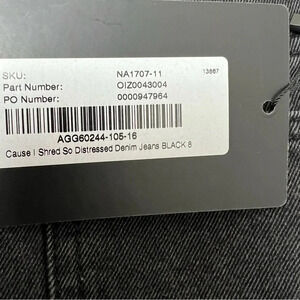 SKU: NA1707-11 13867
Part Number: OIZ0043004
PO Number: 0000947964
AGG60244-105-16
Cause I Shred So Distressed Denim Jeans BLACK 8